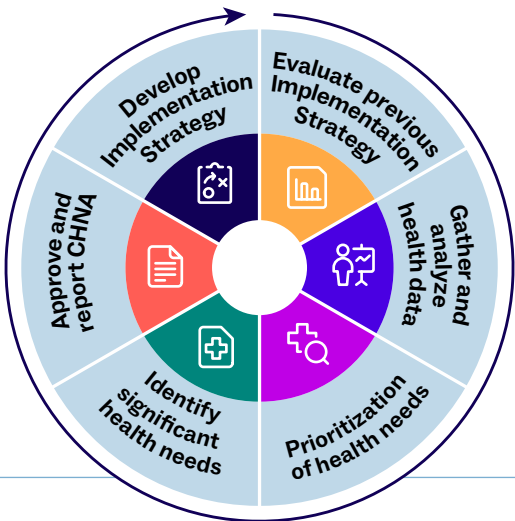 Evaluate previous
Implementation
Strategy
Gather and
analyze
health data
Prioritization
of health needs
Identify
significant
health needs
Approve and
report CHNA
Develop
Implementation
Strategy